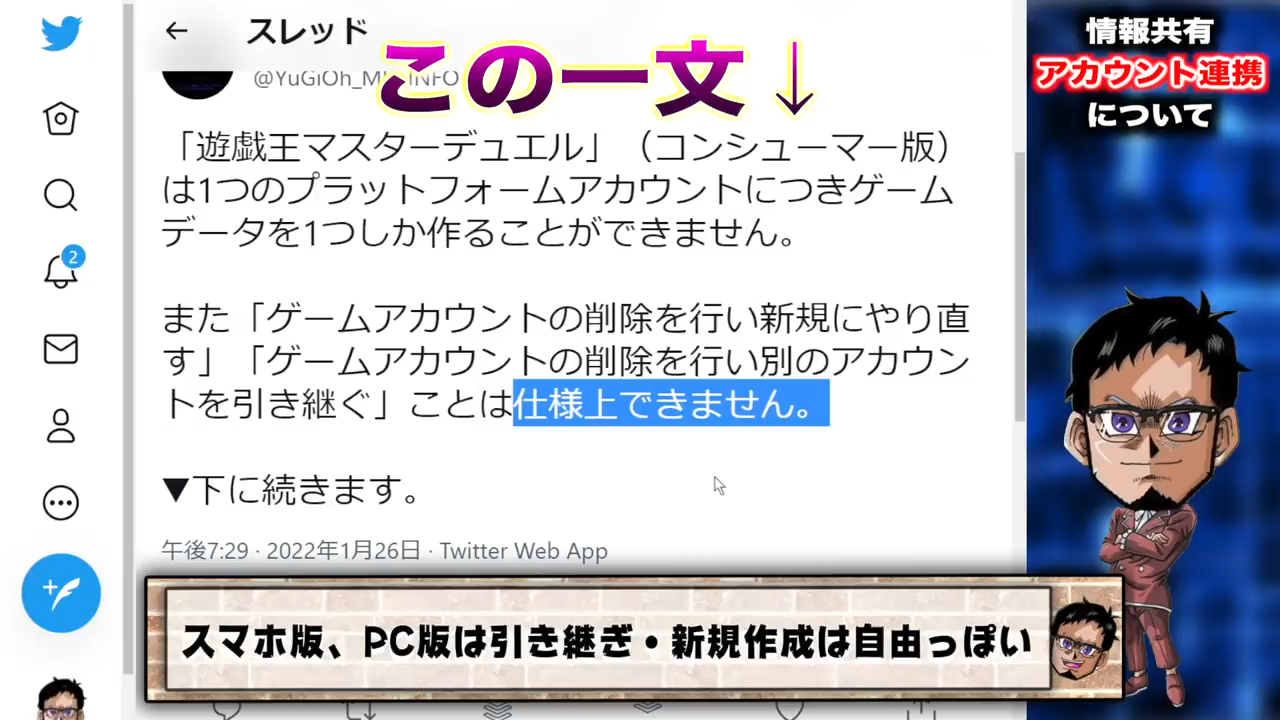 スレッド
この一文↓
「遊戯王マスターデュエル」（コンシューマー版）
は1つのプラットフォームアカウントにつきゲーム
データを1つしか作ることができません。
また「ゲームアカウントの削除を行い新規にやり直
す」「ゲームアカウントの削除を行い別のアカウン
トを引き継ぐ」ことは仕様上できません。
▼下に続きます。
午後7:29 · 2022年1月26日 · Twitter Web App
スマホ版、PC版は引き継ぎ・新規作成は自由っぽい
2
情報共有
アカウント連携
について